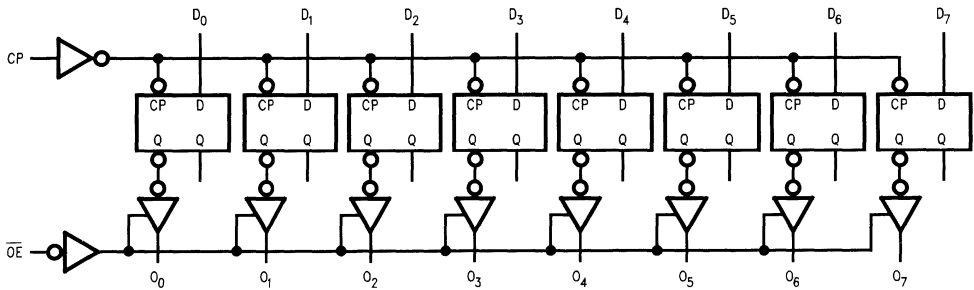 D₀ D₁ D₂ D₃ D₄ D₅ D₆ D₇
CP
CP D CP D CP D CP D CP D CP D CP D CP D
Q Q Q Q Q Q Q Q Q Q Q Q Q Q Q Q
O̅E̅
O₀ O₁ O₂ O₃ O₄ O₅ O₆ O₇